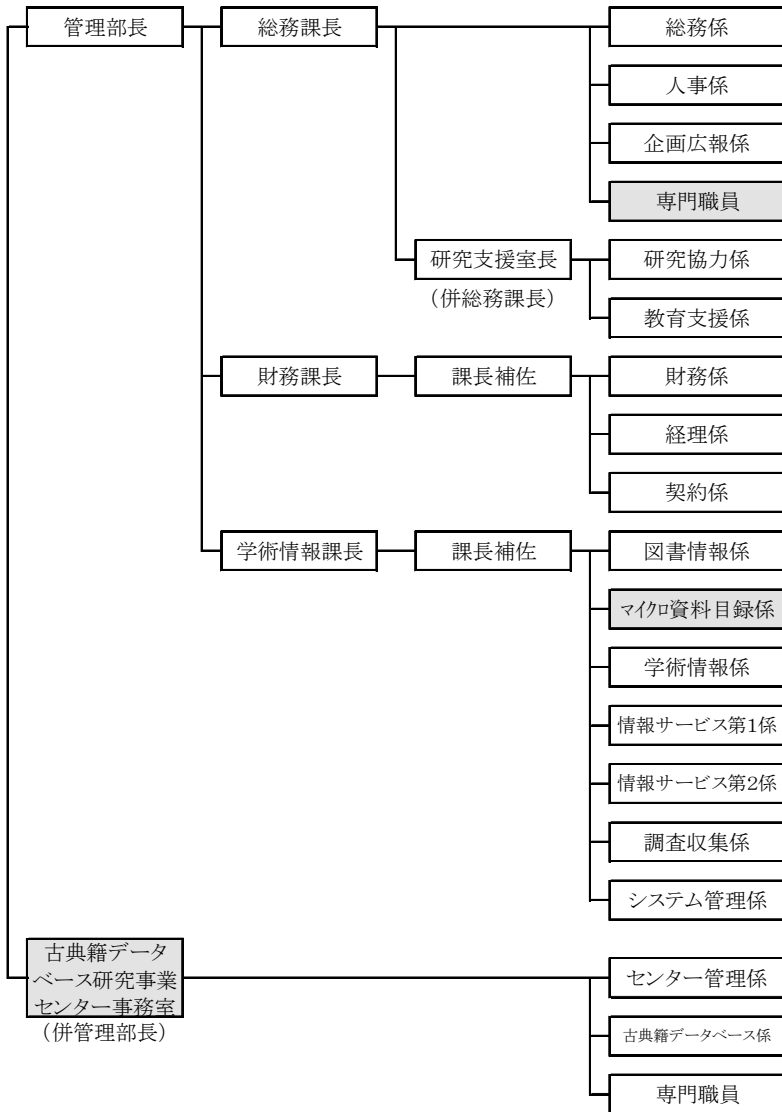 管理部長
総務課長
総務係
人事係
企画広報係
専門職員
研究支援室長
（併総務課長）
研究協力係
教育支援係
財務課長
課長補佐
財務係
経理係
契約係
学術情報課長
課長補佐
図書情報係
マイクロ資料目録係
学術情報係
情報サービス第1係
情報サービス第2係
調査収集係
システム管理係
古典籍データ
ベース研究事業
センター事務室
（併管理部長）
センター管理係
古典籍データベース係
専門職員